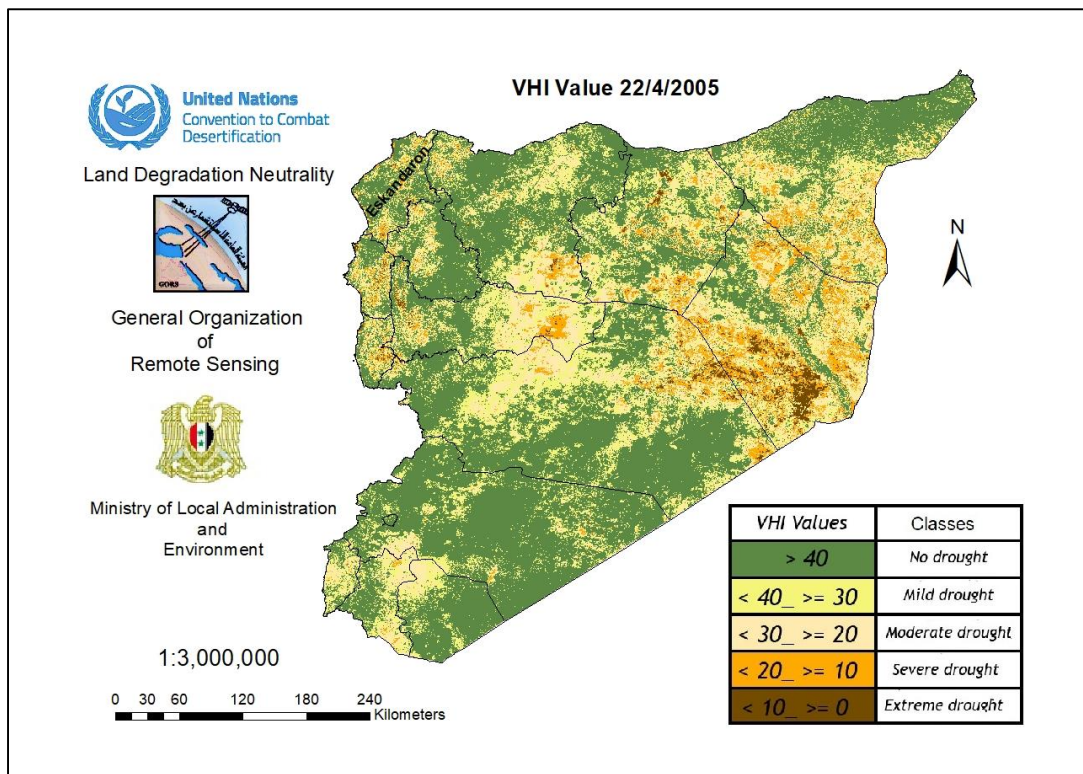 VHI Value 22/4/2005
United Nations
Convention to Combat
Desertification
Land Degradation Neutrality
GORS
General Organization
of
Remote Sensing
Ministry of Local Administration
and
Environment
Eskandaron
N
1:3,000,000
0 30 60 120 180 240
Kilometers
VHI Values Classes
> 40 No drought
< 40_ >= 30 Mild drought
< 30_ >= 20 Moderate drought
< 20_ >= 10 Severe drought
< 10_ >= 0 Extreme drought